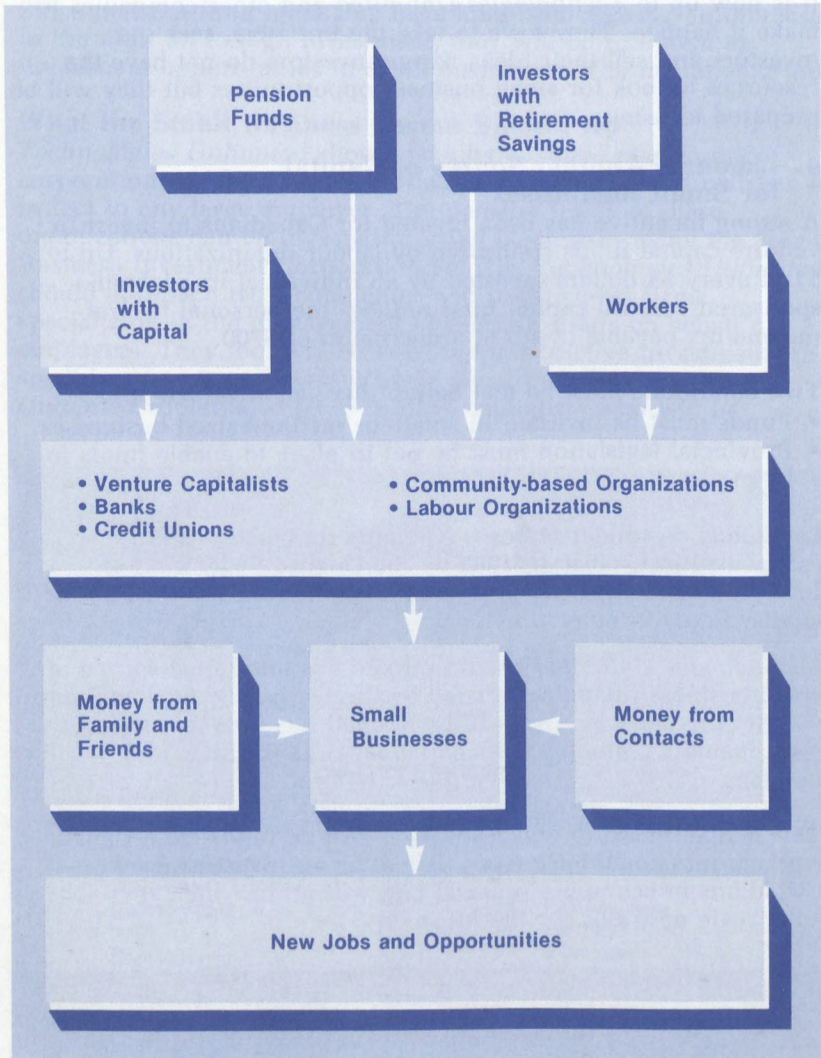 Pension
Funds
Investors
with
Retirement
Savings
Investors
with
Capital
Workers
• Venture Capitalists
• Banks
• Credit Unions
• Community-based Organizations
• Labour Organizations
Money from
Family and
Friends
Small
Businesses
Money from
Contacts
New Jobs and Opportunities